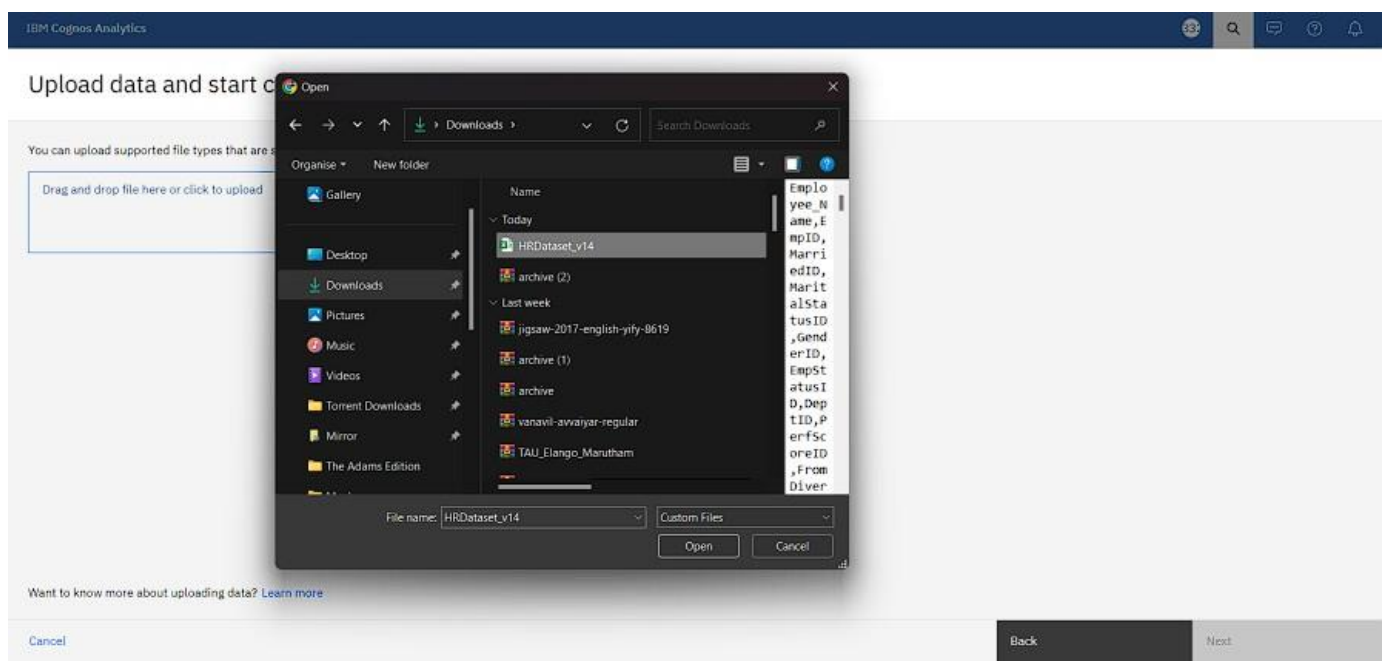 IBM Cognos Analytics
Upload data and start c
You can upload supported file types that are s
Drag and drop file here or click to upload
Open
Downloads
Search Downloads
Organise
New folder
Gallery
Desktop
Downloads
Pictures
Music
Videos
Torrent Downloads
Mirror
The Adams Edition
Name
Today
HRDataset_v14
archive (2)
Last week
jigsaw-2017-english-yify-8619
archive (1)
archive
vanavil-avvaiyar-regular
TAU_Elango_Marutham
Emplo
yee_N
ame,E
mpID,
Marri
edID,
Marit
alSta
tusID
,Gend
erID,
EmpSt
atusI
D,Dep
tID,P
erfSc
oreID
,From
Diver
File name: HRDataset_v14
Custom Files
Open
Cancel
Want to know more about uploading data? Learn more
Cancel
Back
Next